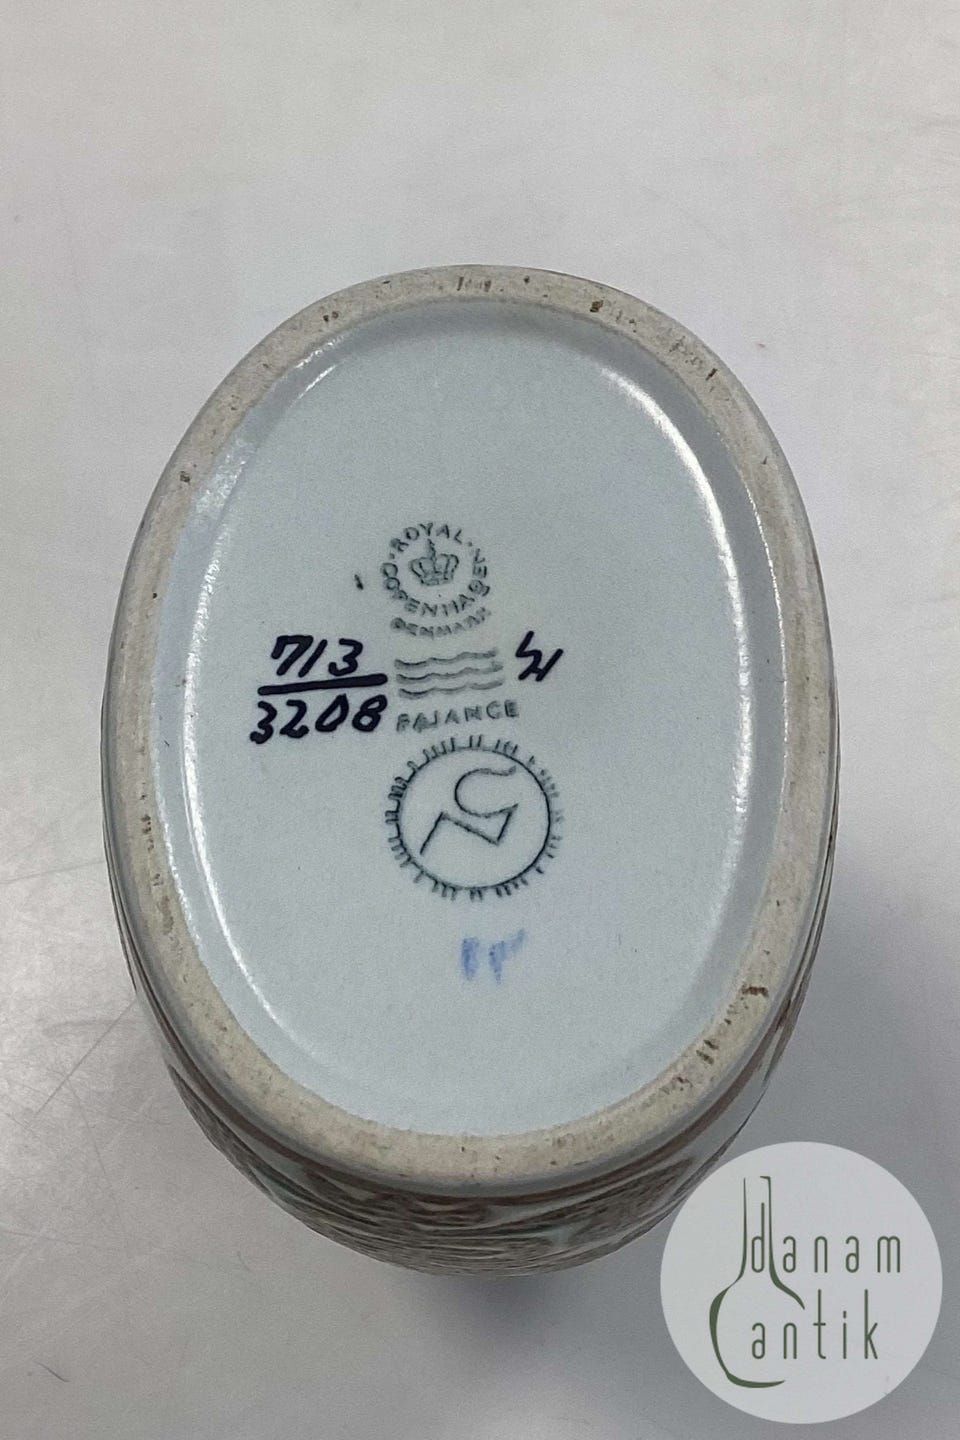 ·ROYAL·
COPENHAGEN
DENMARK
713
3208
FAJANCE
danam
antik